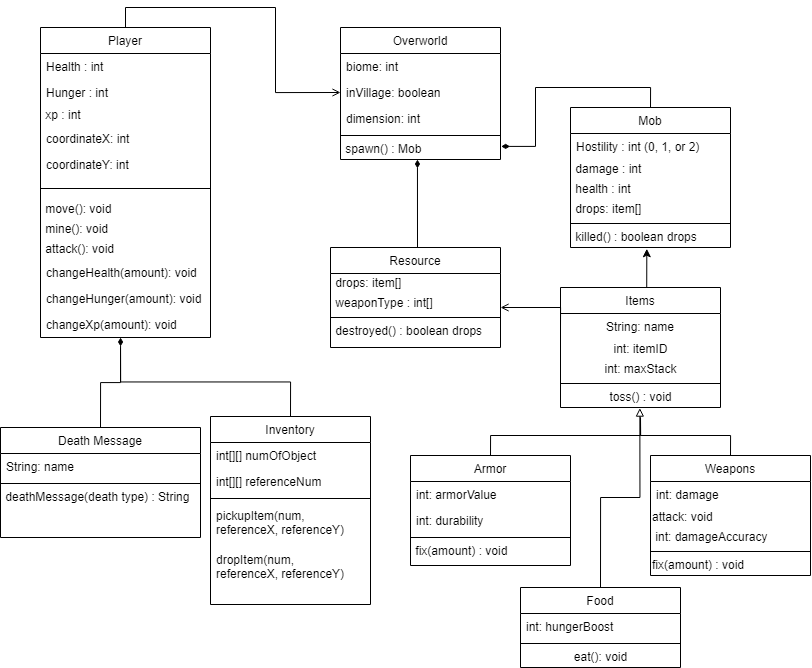 Player
Health : int
Hunger : int
xp : int
coordinateX: int
coordinateY: int
move(): void
mine(): void
attack(): void
changeHealth(amount): void
changeHunger(amount): void
changeXp(amount): void
Overworld
biome: int
inVillage: boolean
dimension: int
spawn() : Mob
Mob
Hostility : int (0, 1, or 2)
damage : int
health : int
drops: item[]
killed() : boolean drops
Resource
drops: item[]
weaponType : int[]
destroyed() : boolean drops
Items
String: name
int: itemID
int: maxStack
toss() : void
Death Message
String: name
deathMessage(death type) : String
Inventory
int[][] numOfObject
int[][] referenceNum
pickupItem(num,
referenceX, referenceY)
dropItem(num,
referenceX, referenceY)
Armor
int: armorValue
int: durability
fix(amount) : void
Weapons
int: damage
attack: void
int: damageAccuracy
fix(amount) : void
Food
int: hungerBoost
eat(): void